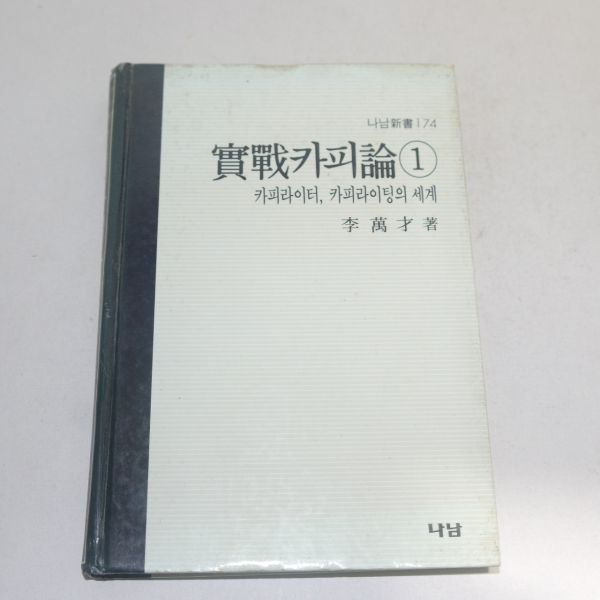 나남新書 174
實戰카피論 ①
카피라이터, 카피라이팅의 세계
李 萬 才 著
나남